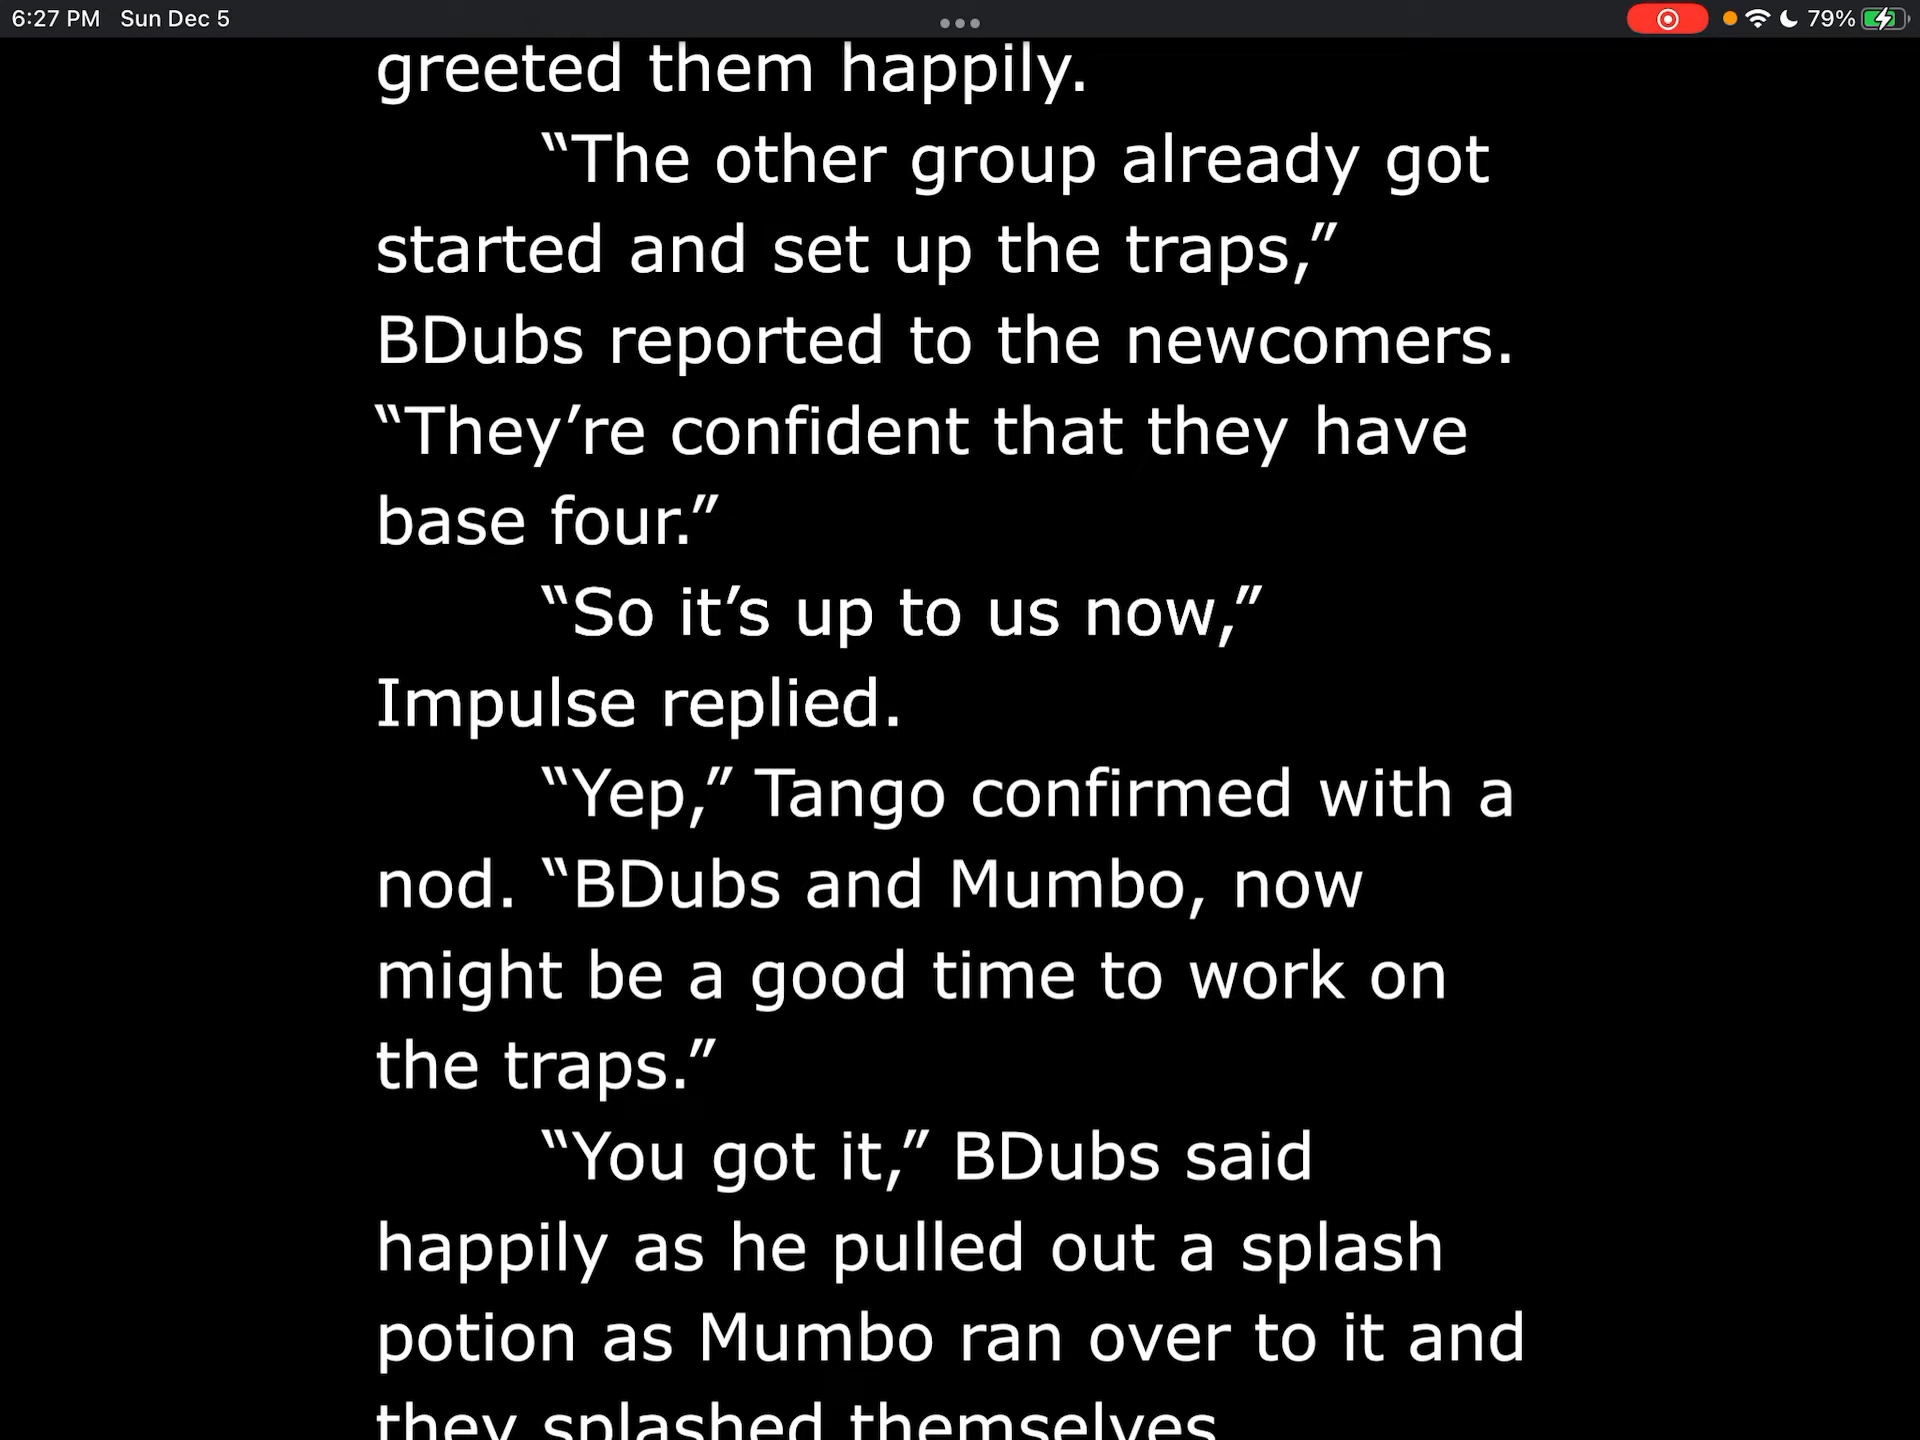 6:27 PM Sun Dec 5
79%
greeted them happily.
“The other group already got
started and set up the traps,”
BDubs reported to the newcomers.
“They’re confident that they have
base four.”
“So it’s up to us now,”
Impulse replied.
“Yep,” Tango confirmed with a
nod. “BDubs and Mumbo, now
might be a good time to work on
the traps.”
“You got it,” BDubs said
happily as he pulled out a splash
potion as Mumbo ran over to it and
they splashed themselves